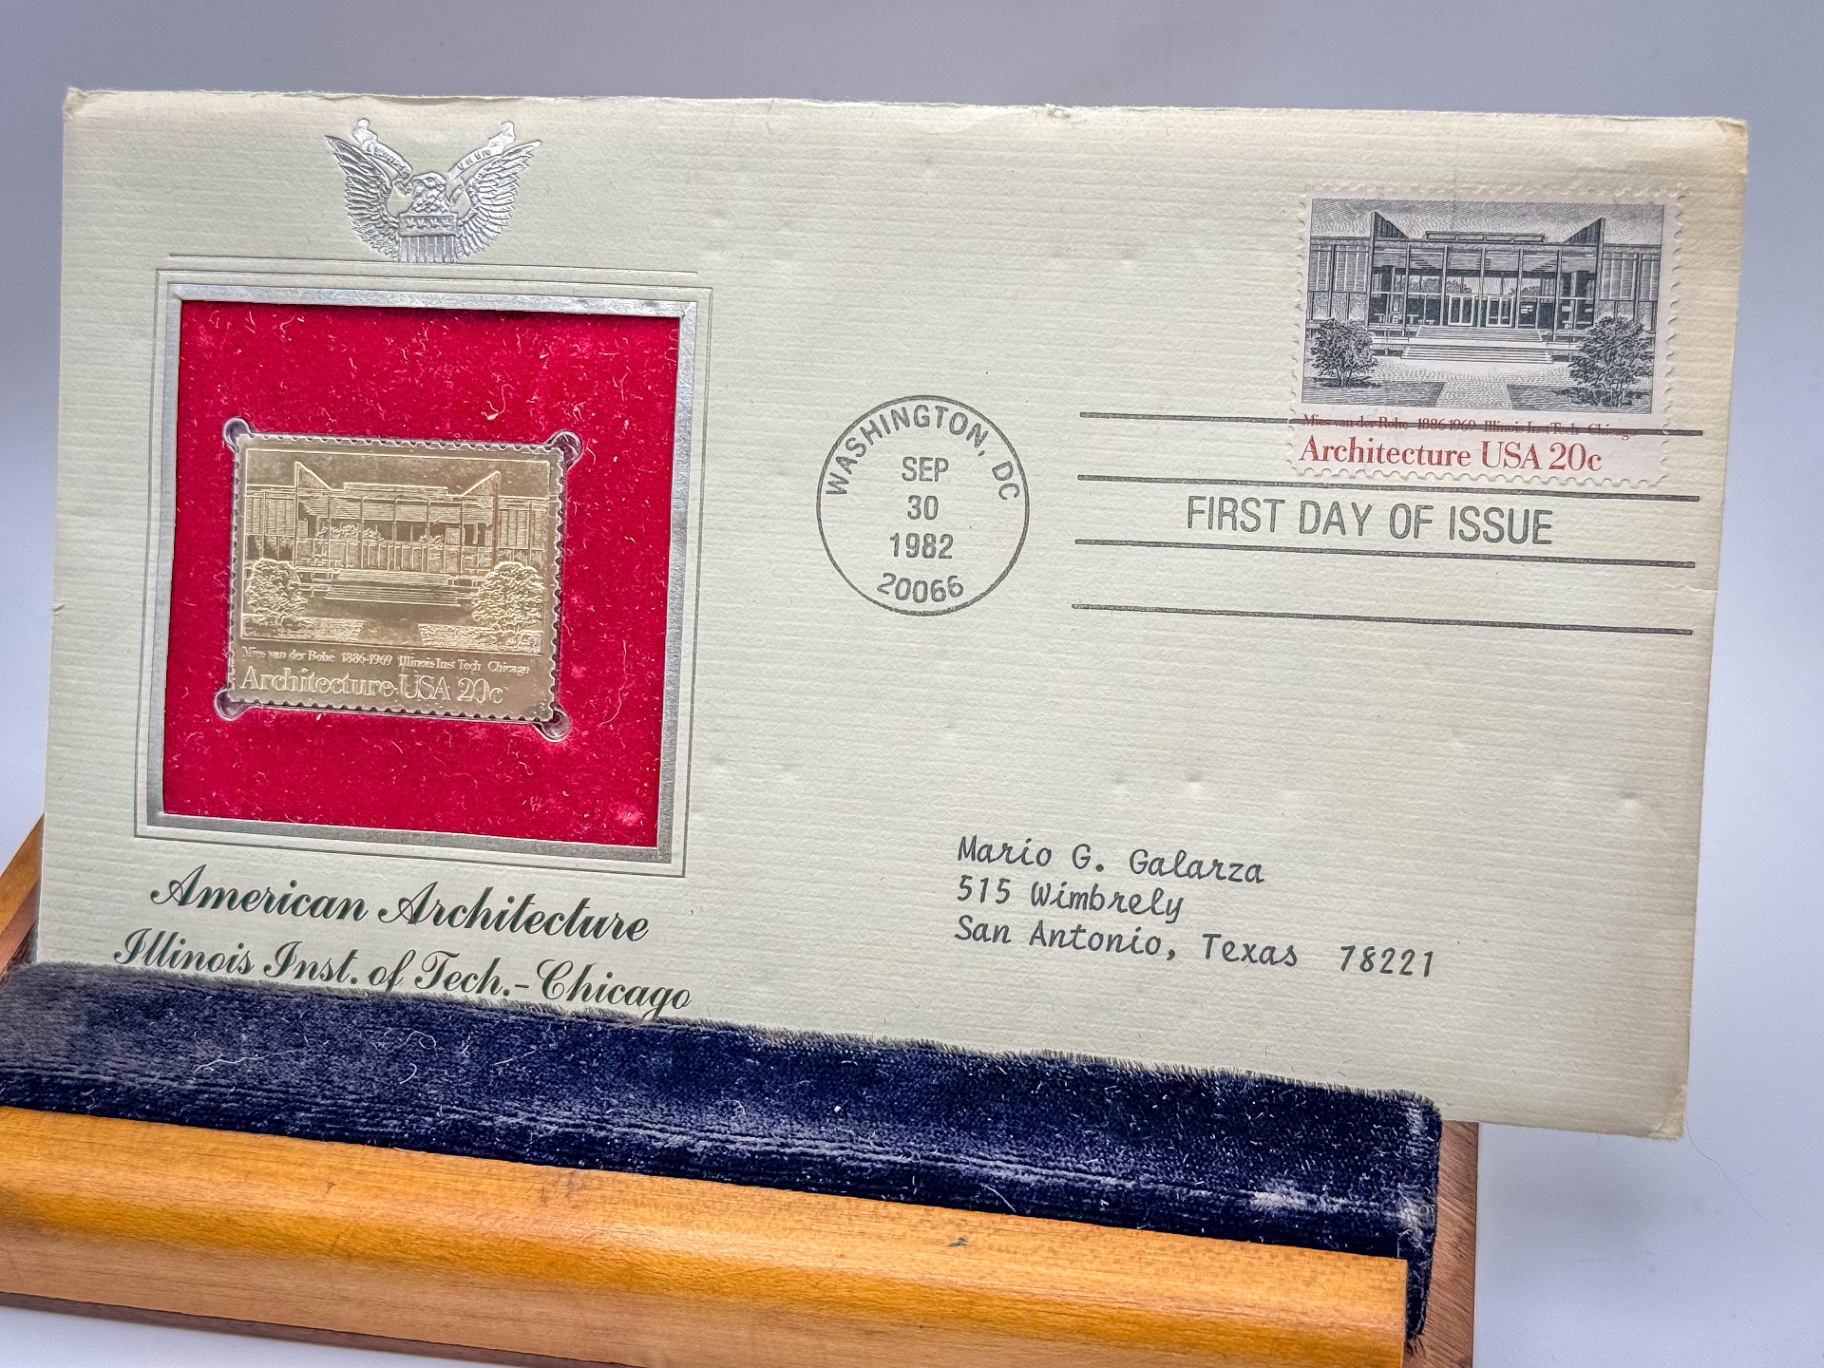 Mies van der Rohe 1886-1969 Illinois Inst Tech Chicago
Architecture USA 20c
American Architecture
Illinois Inst. of Tech.-Chicago
WASHINGTON, DC
SEP
30
1982
20066
Mies van der Rohe 1886-1969 Illinois Inst Tech Chicago
Architecture USA 20c
FIRST DAY OF ISSUE
Mario G. Galarza
515 Wimbrely
San Antonio, Texas 78221